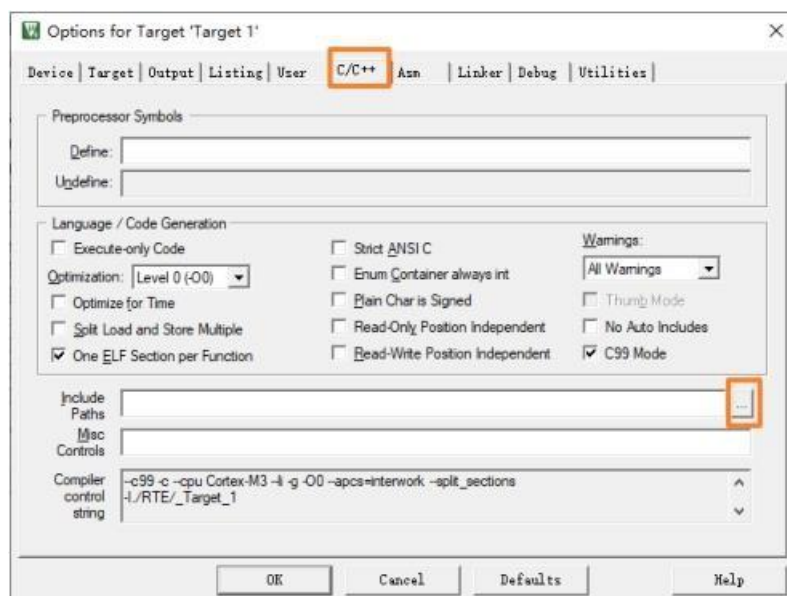 Options for Target 'Target 1'
Device | Target | Output | Listing | User C/C++ Asm | Linker | Debug | Utilities |
Preprocessor Symbols
Define:
Undefine:
Language / Code Generation
Execute-only Code
Strict ANSI C
Warnings:
Optimization: Level 0 (-O0)
Enum Container always int
All Warnings
Optimize for Time
Plain Char is Signed
Thumb Mode
Split Load and Store Multiple
Read-Only Position Independent
No Auto Includes
One ELF Section per Function
Read-Write Position Independent
C99 Mode
Include Paths
...
Misc Controls
Compiler control string
--c99 -c --cpu Cortex-M3 --li -g -O0 --apcs=interwork --split_sections
-I./RTE/_Target_1
OK Cancel Defaults Help